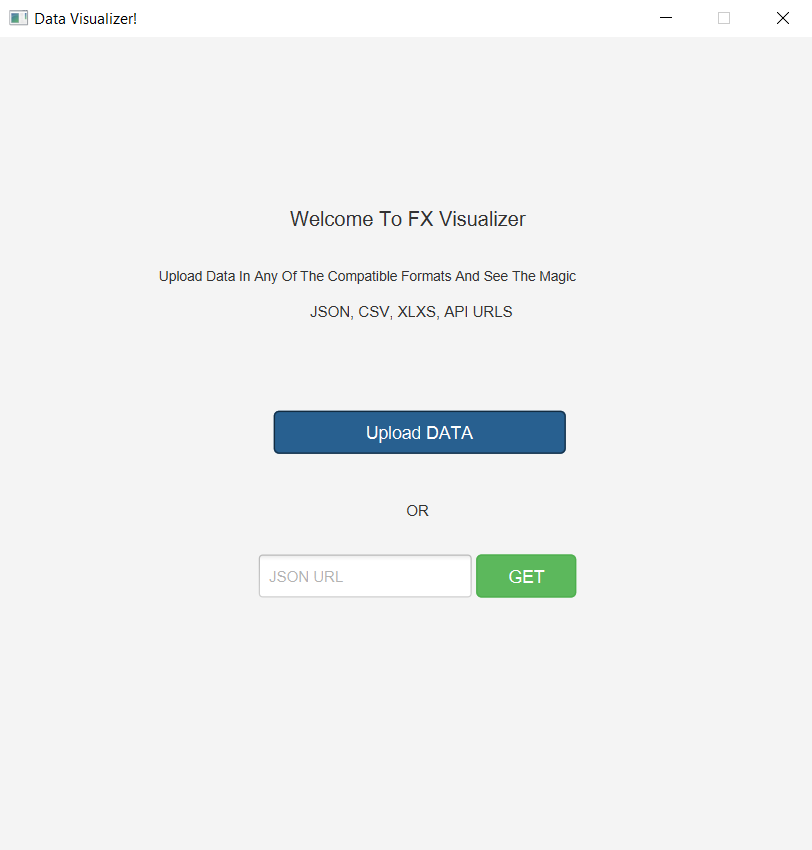 Data Visualizer!
Welcome To FX Visualizer
Upload Data In Any Of The Compatible Formats And See The Magic
JSON, CSV, XLXS, API URLS
Upload DATA
OR
JSON URL GET